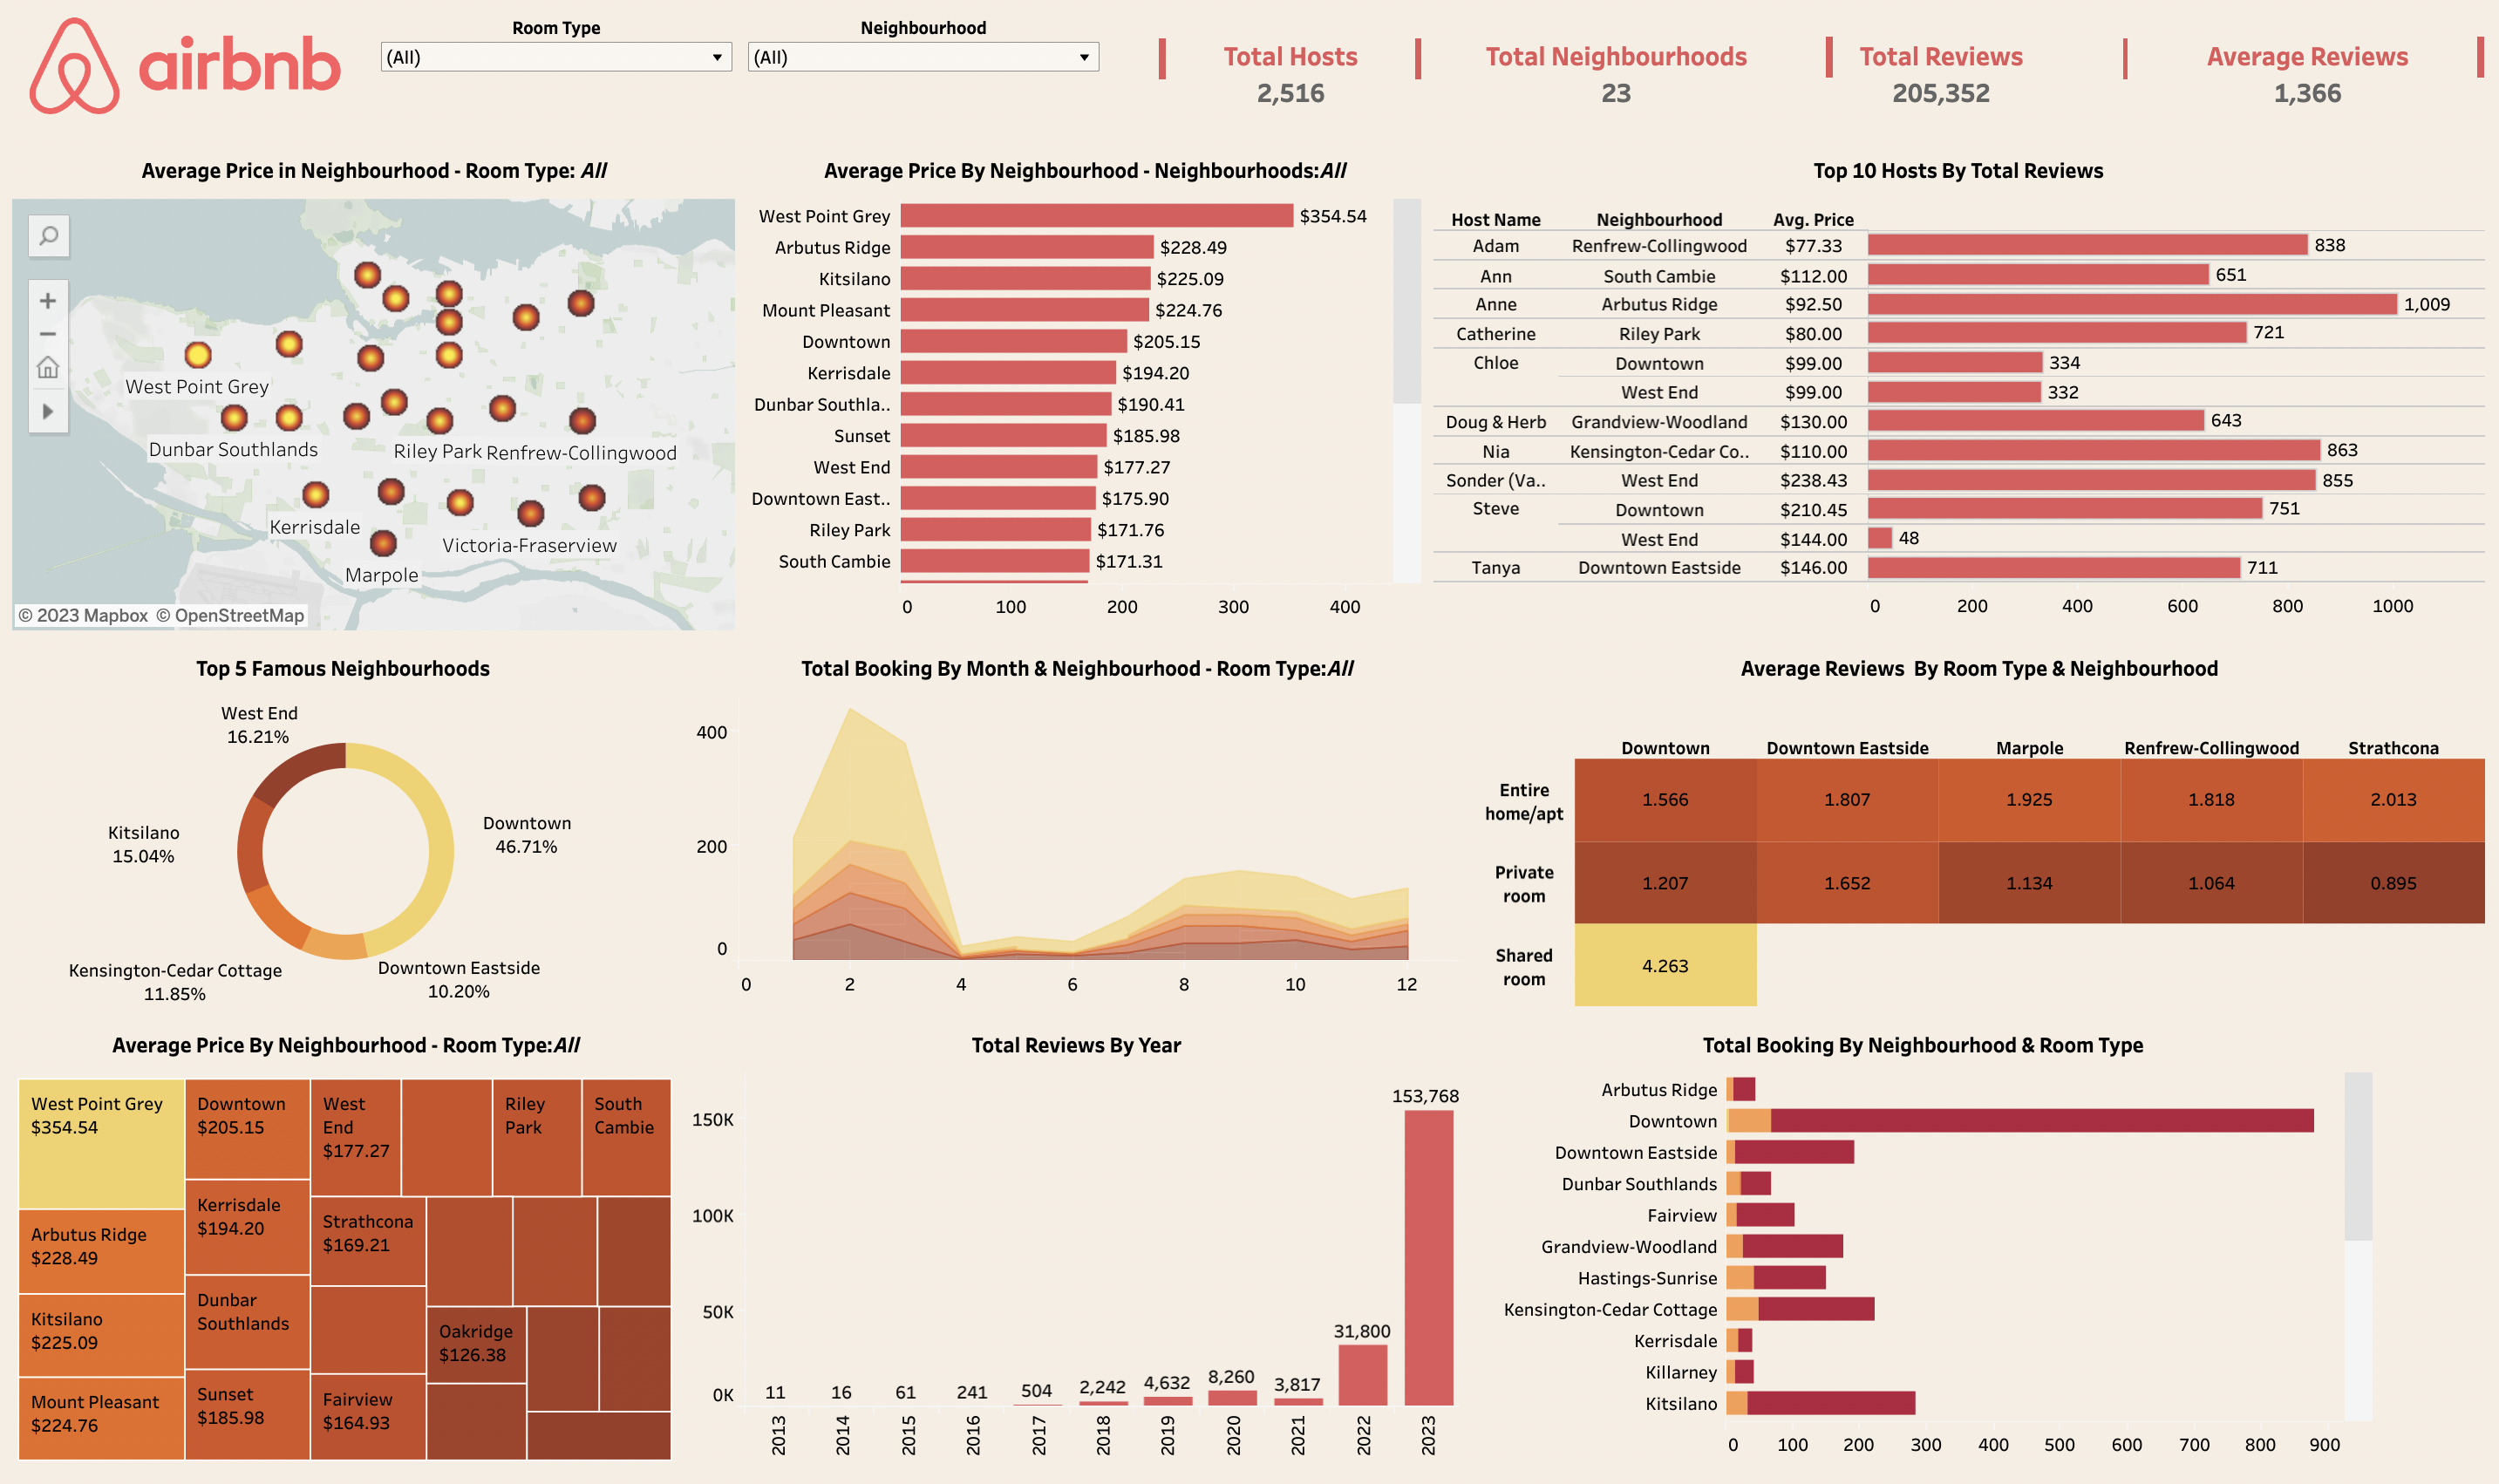 airbnb
Room Type
(All)
Neighbourhood
(All)
Total Hosts
2,516
Total Neighbourhoods
23
Total Reviews
205,352
Average Reviews
1,366
Average Price in Neighbourhood - Room Type: All
West Point Grey
Dunbar Southlands
Riley Park
Renfrew-Collingwood
Kerrisdale
Victoria-Fraserview
Marpole
© 2023 Mapbox © OpenStreetMap
Average Price By Neighbourhood - Neighbourhoods:All
West Point Grey $354.54
Arbutus Ridge $228.49
Kitsilano $225.09
Mount Pleasant $224.76
Downtown $205.15
Kerrisdale $194.20
Dunbar Southla.. $190.41
Sunset $185.98
West End $177.27
Downtown East.. $175.90
Riley Park $171.76
South Cambie $171.31
0 100 200 300 400
Top 10 Hosts By Total Reviews
Host Name Neighbourhood Avg. Price
Adam Renfrew-Collingwood $77.33 838
Ann South Cambie $112.00 651
Anne Arbutus Ridge $92.50 1,009
Catherine Riley Park $80.00 721
Chloe Downtown $99.00 334
West End $99.00 332
Doug & Herb Grandview-Woodland $130.00 643
Nia Kensington-Cedar Co.. $110.00 863
Sonder (Va.. West End $238.43 855
Steve Downtown $210.45 751
West End $144.00 48
Tanya Downtown Eastside $146.00 711
0 200 400 600 800 1000
Top 5 Famous Neighbourhoods
West End
16.21%
Kitsilano
15.04%
Downtown
46.71%
Kensington-Cedar Cottage
11.85%
Downtown Eastside
10.20%
Total Booking By Month & Neighbourhood - Room Type:All
400
200
0
0 2 4 6 8 10 12
Average Reviews By Room Type & Neighbourhood
Downtown Downtown Eastside Marpole Renfrew-Collingwood Strathcona
Entire
home/apt
1.566 1.807 1.925 1.818 2.013
Private
room
1.207 1.652 1.134 1.064 0.895
Shared
room
4.263
Average Price By Neighbourhood - Room Type:All
West Point Grey
$354.54
Arbutus Ridge
$228.49
Kitsilano
$225.09
Mount Pleasant
$224.76
Downtown
$205.15
Kerrisdale
$194.20
Dunbar
Southlands
Sunset
$185.98
West
End
$177.27
Riley
Park
South
Cambie
Strathcona
$169.21
Fairview
$164.93
Oakridge
$126.38
Total Reviews By Year
150K
100K
50K
0K
11 16 61 241 504 2,242 4,632 8,260 3,817 31,800 153,768
2013 2014 2015 2016 2017 2018 2019 2020 2021 2022 2023
Total Booking By Neighbourhood & Room Type
Arbutus Ridge
Downtown
Downtown Eastside
Dunbar Southlands
Fairview
Grandview-Woodland
Hastings-Sunrise
Kensington-Cedar Cottage
Kerrisdale
Killarney
Kitsilano
0 100 200 300 400 500 600 700 800 900